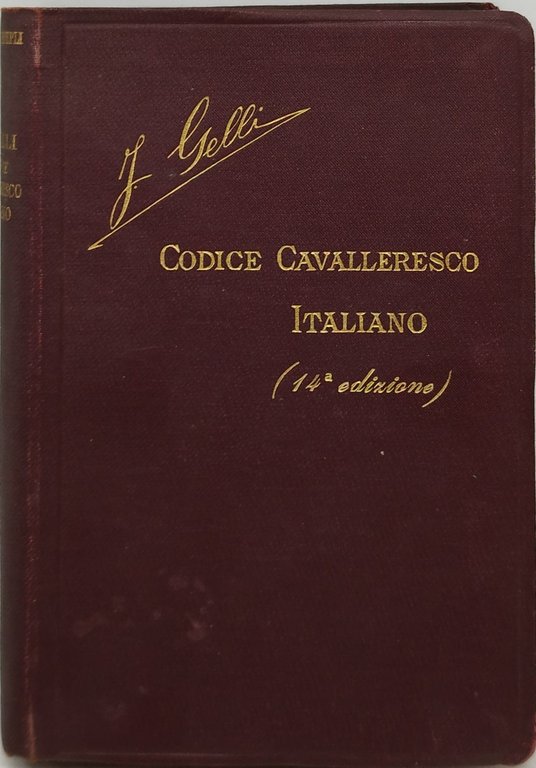 J. Gelli
CODICE CAVALLERESCO
ITALIANO
(14ª edizione)